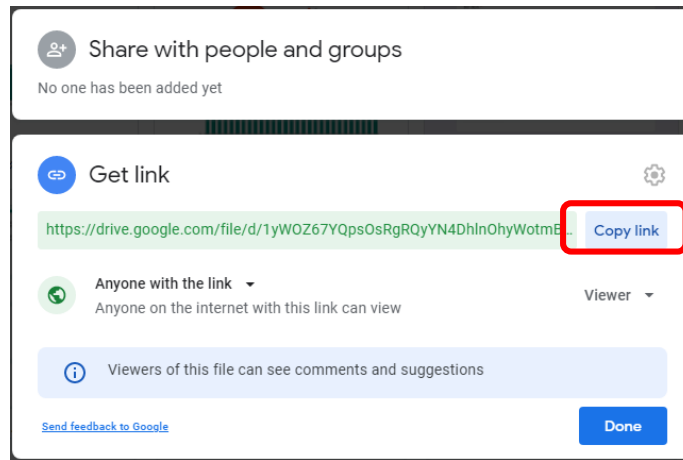 Share with people and groups
No one has been added yet
Get link
https://drive.google.com/file/d/1yWOZ67YQpsOsRgRQyYN4DhlnOhyWotmE...
Copy link
Anyone with the link
Anyone on the internet with this link can view
Viewer
Viewers of this file can see comments and suggestions
Send feedback to Google
Done